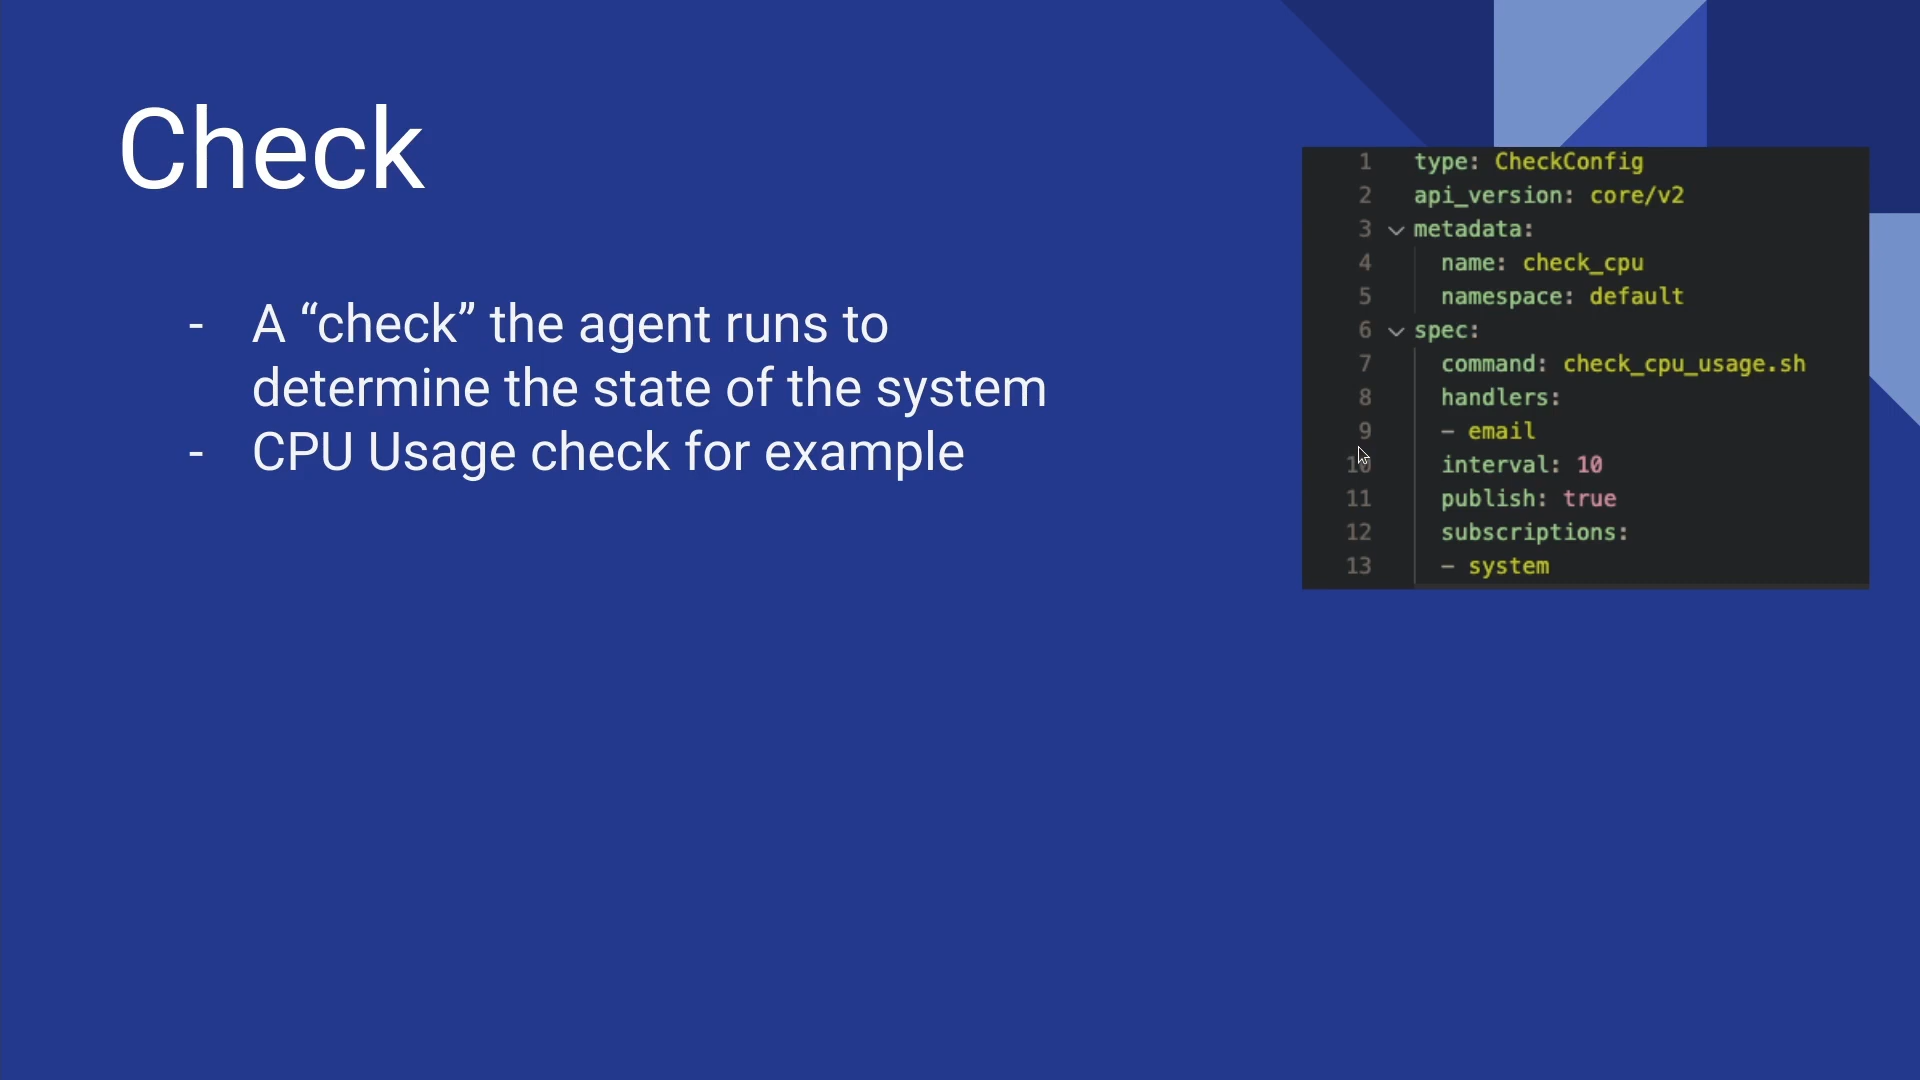 Check
- A “check” the agent runs to
determine the state of the system
- CPU Usage check for example
1 type: CheckConfig
2 api_version: core/v2
3 metadata:
4 name: check_cpu
5 namespace: default
6 spec:
7 command: check_cpu_usage.sh
8 handlers:
9 - email
10 interval: 10
11 publish: true
12 subscriptions:
13 - system